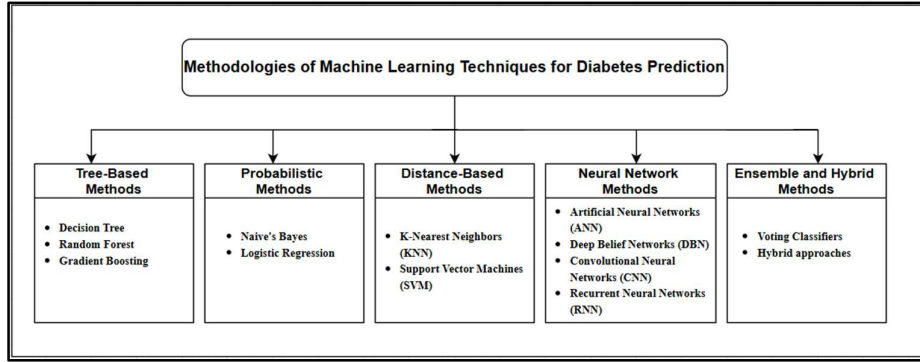 Methodologies of Machine Learning Techniques for Diabetes Prediction
Tree-Based
Methods
• Decision Tree
• Random Forest
• Gradient Boosting
Probabilistic
Methods
• Naive's Bayes
• Logistic Regression
Distance-Based
Methods
• K-Nearest Neighbors
(KNN)
• Support Vector Machines
(SVM)
Neural Network
Methods
• Artificial Neural Networks
(ANN)
• Deep Belief Networks (DBN)
• Convolutional Neural
Networks (CNN)
• Recurrent Neural Networks
(RNN)
Ensemble and Hybrid
Methods
• Voting Classifiers
• Hybrid approaches